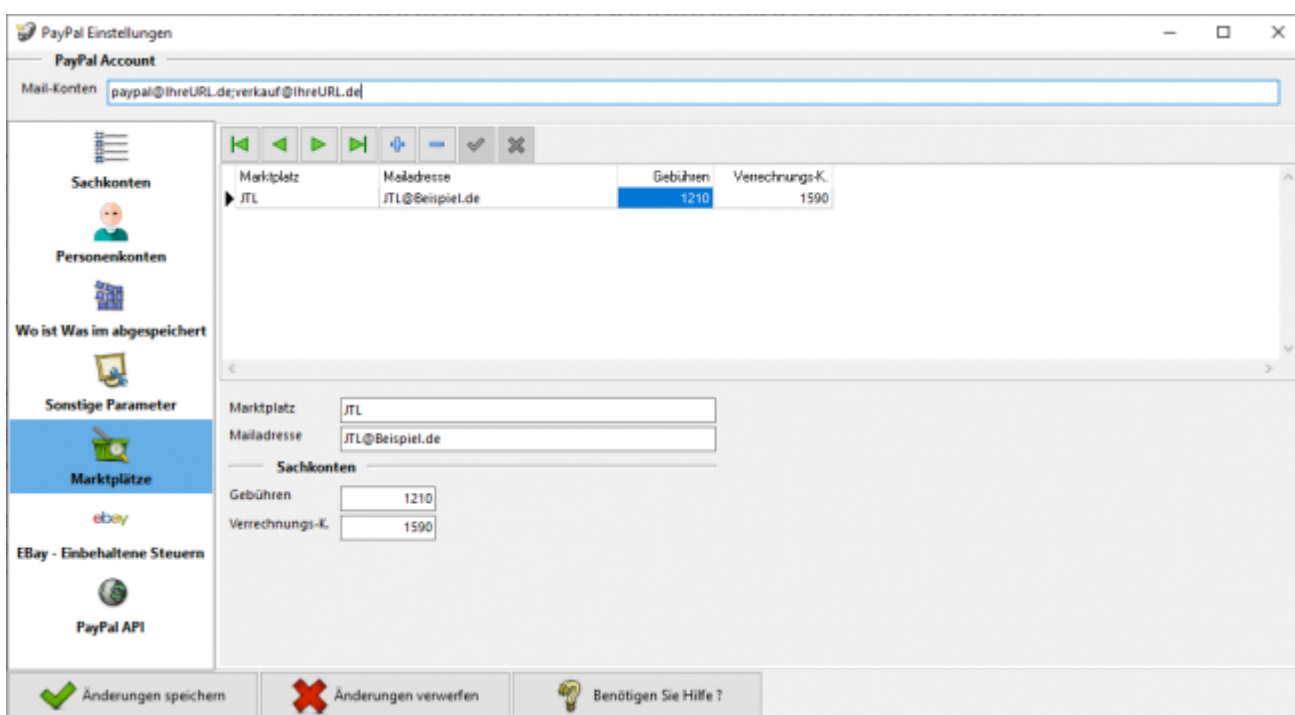 PayPal Einstellungen
PayPal Account
Mail-Konten paypal@IhreURL.de;verkauf@IhreURL.de
Sachkonten
Personenkonten
Wo ist Was im abgespeichert
Sonstige Parameter
Marktplätze
ebay
EBay - Einbehaltene Steuern
PayPal API
Marktplatz Mailadresse Gebühren Verrechnungs-K.
JTL JTL@Beispiel.de 1210 1590
Marktplatz JTL
Mailadresse JTL@Beispiel.de
Sachkonten
Gebühren 1210
Verrechnungs-K. 1590
Änderungen speichern Änderungen verwerfen Benötigen Sie Hilfe ?